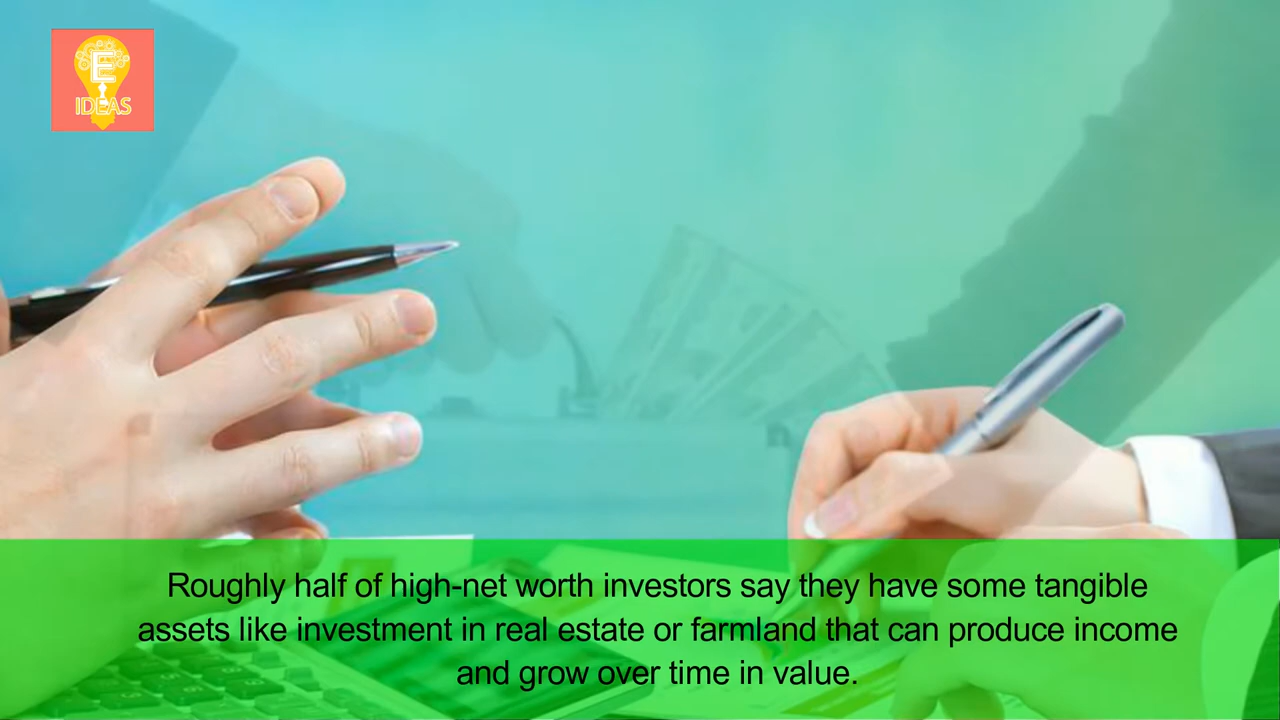 E
IDEAS
Roughly half of high-net worth investors say they have some tangible
assets like investment in real estate or farmland that can produce income
and grow over time in value.